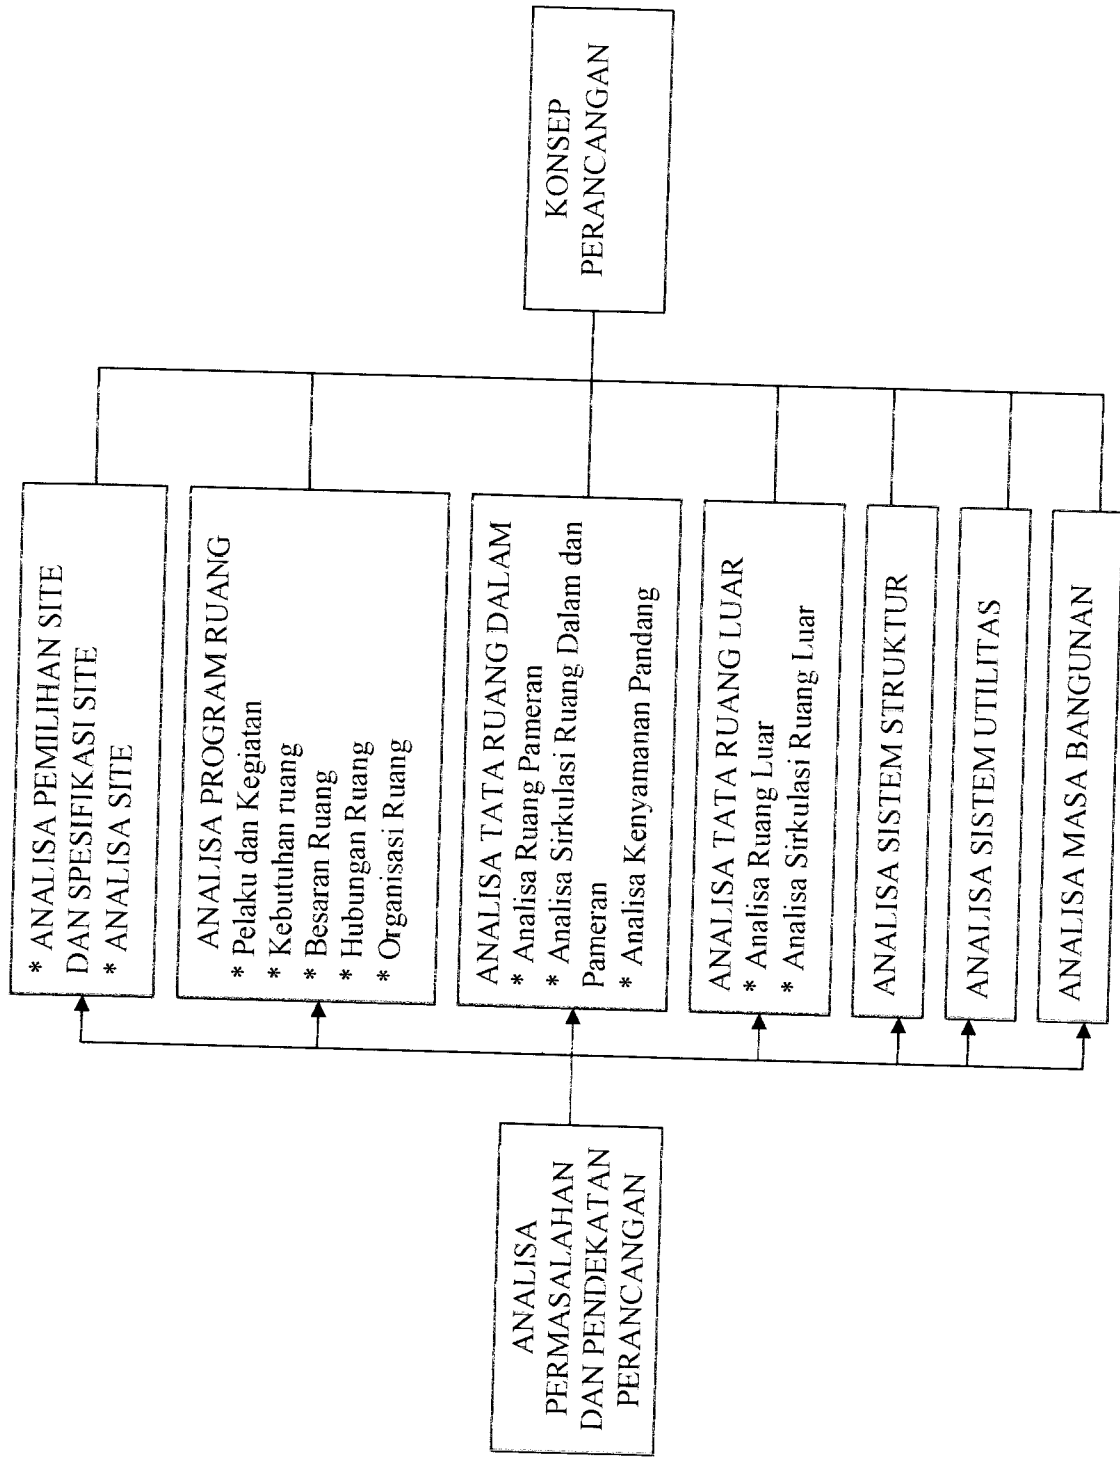 ANALISA
PERMASALAHAN
DAN PENDEKATAN
PERANCANGAN
* ANALISA PEMILIHAN SITE
DAN SPESIFIKASI SITE
* ANALISA SITE
ANALISA PROGRAM RUANG
* Pelaku dan Kegiatan
* Kebutuhan ruang
* Besaran Ruang
* Hubungan Ruang
* Organisasi Ruang
ANALISA TATA RUANG DALAM
* Analisa Ruang Pameran
* Analisa Sirkulasi Ruang Dalam dan
Pameran
* Analisa Kenyamanan Pandang
ANALISA TATA RUANG LUAR
* Analisa Ruang Luar
* Analisa Sirkulasi Ruang Luar
ANALISA SISTEM STRUKTUR
ANALISA SISTEM UTILITAS
ANALISA MASA BANGUNAN
KONSEP
PERANCANGAN